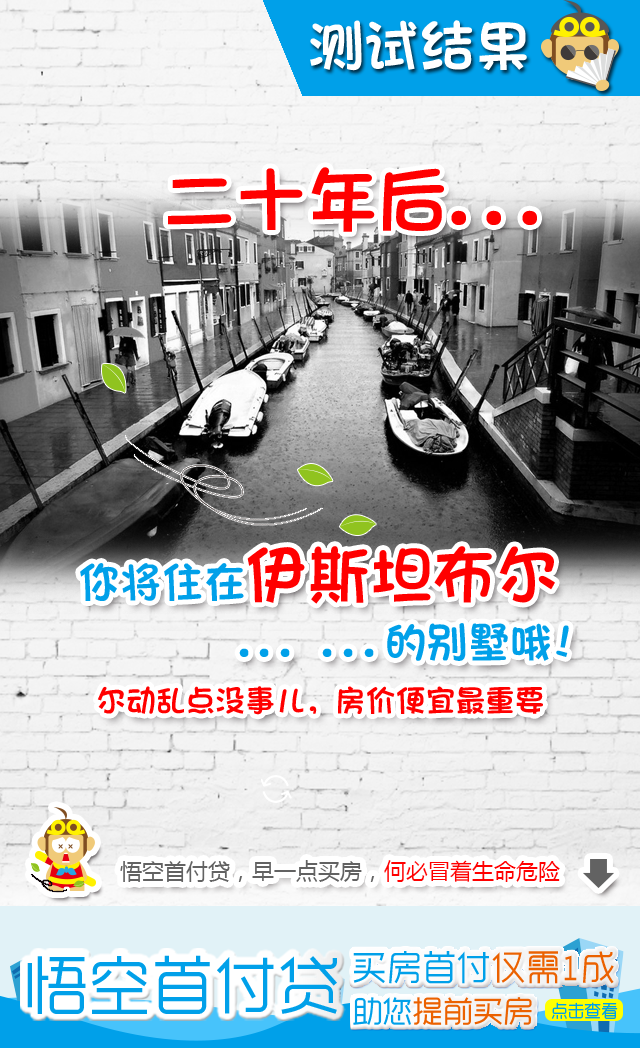 测试结果
二十年后...
你将住在伊斯坦布尔
... ...的别墅哦!
尔动乱点没事儿，房价便宜最重要
悟空首付贷，早一点买房，何必冒着生命危险
悟空首付贷
买房首付仅需1成
助您提前买房
点击查看